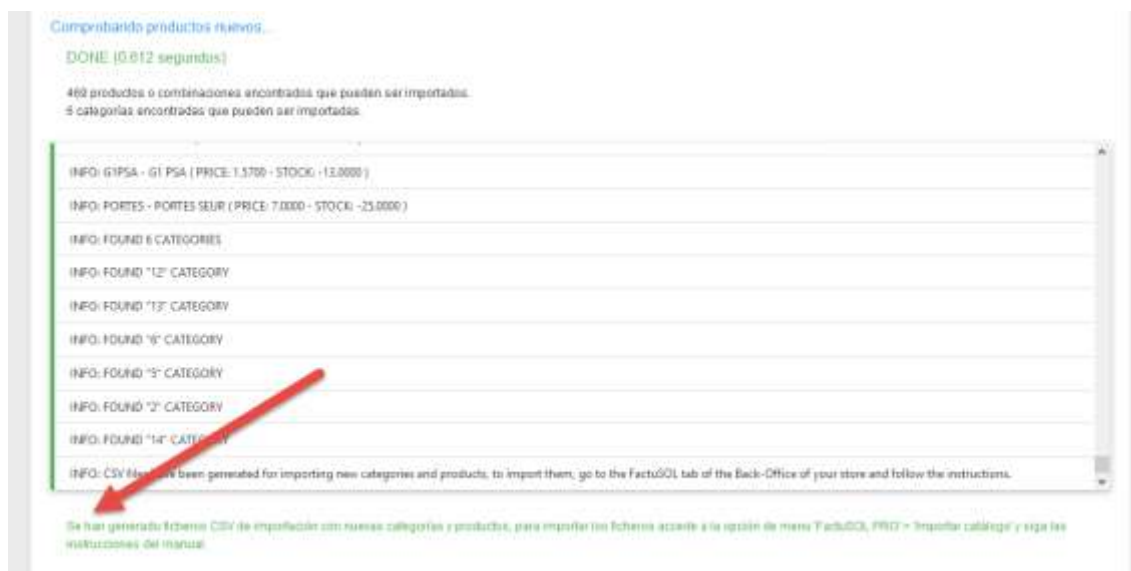 Comprobando productos nuevos...
DONE (0.612 segundos)
469 productos o combinaciones encontrados que pueden ser importados.
6 categorías encontradas que pueden ser importadas.
INFO: G1PSA - G1 PSA ( PRICE: 1.5700 - STOCK: -13.0000 )
INFO: PORTES - PORTES SEUR ( PRICE: 7.0000 - STOCK: -25.0000 )
INFO: FOUND 6 CATEGORIES
INFO: FOUND "12" CATEGORY
INFO: FOUND "13" CATEGORY
INFO: FOUND "6" CATEGORY
INFO: FOUND "3" CATEGORY
INFO: FOUND "2" CATEGORY
INFO: FOUND "14" CATEGORY
INFO: CSV files have been generated for importing new categories and products, to import them, go to the FactuSOL tab of the Back-Office of your store and follow the instructions.
Se han generado ficheros CSV de importación con nuevas categorías y productos, para importar los ficheros accede a la opción de menú 'FactuSOL PRO' > 'Importar catálogo' y siga las
instrucciones del manual